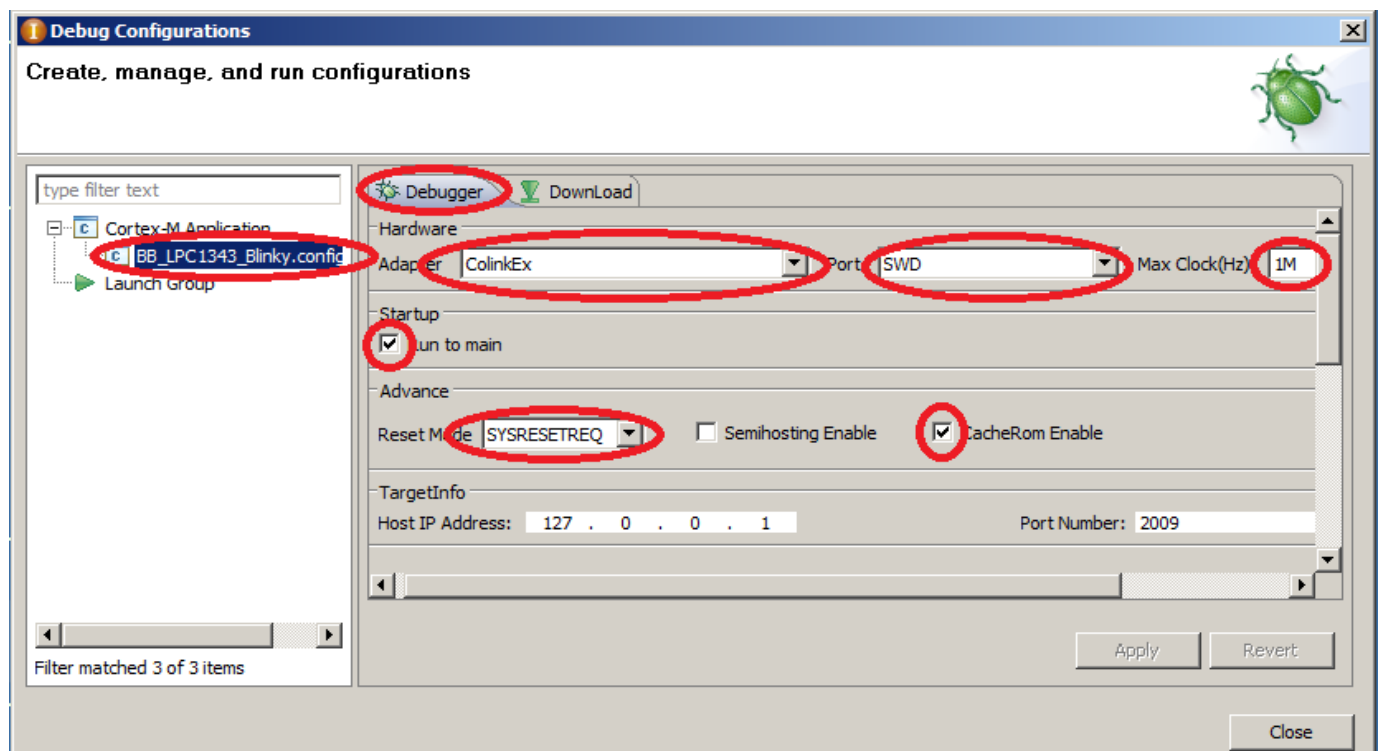 Debug Configurations
Create, manage, and run configurations
type filter text
Cortex-M Application
BB_LPC1343_Blinky.config
Launch Group
Filter matched 3 of 3 items
Debugger DownLoad
Hardware
Adapter ColinkEx Port SWD Max Clock(Hz) 1M
Startup
Run to main
Advance
Reset Mode SYSRESETREQ Semihosting Enable CacheRom Enable
TargetInfo
Host IP Address: 127 . 0 . 0 . 1 Port Number: 2009
Apply Revert
Close